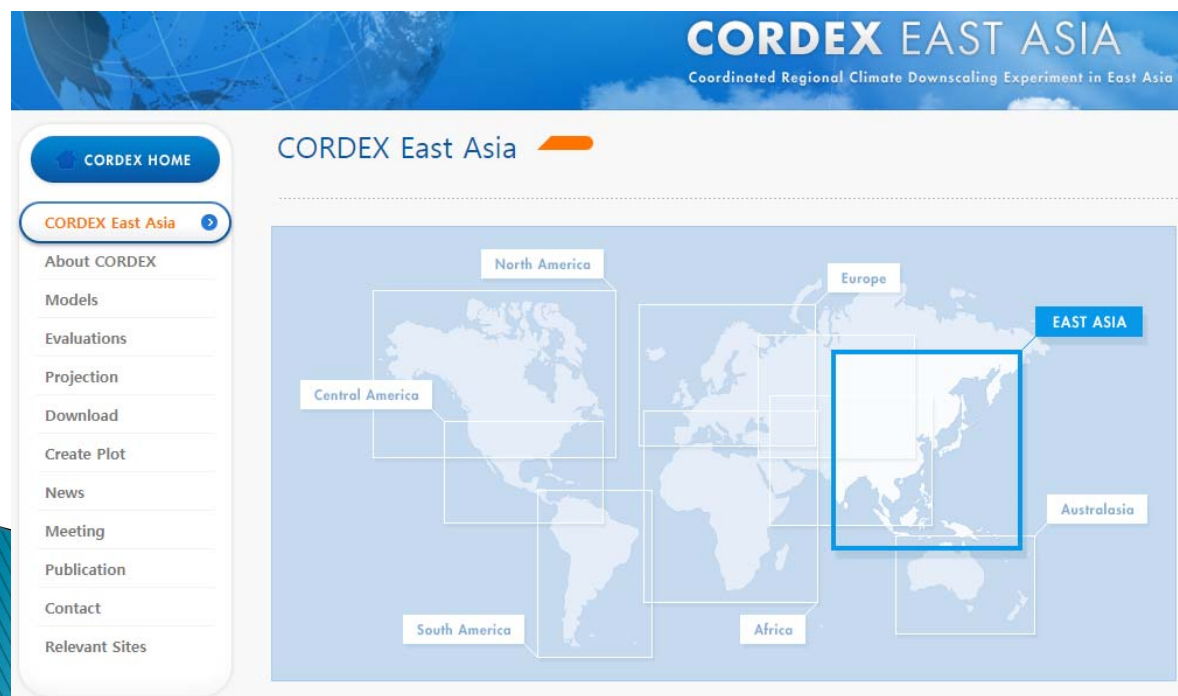 CORDEX EAST ASIA
Coordinated Regional Climate Downscaling Experiment in East Asia
CORDEX HOME
CORDEX East Asia
About CORDEX
Models
Evaluations
Projection
Download
Create Plot
News
Meeting
Publication
Contact
Relevant Sites
CORDEX East Asia
North America
Europe
EAST ASIA
Central America
Australasia
South America
Africa